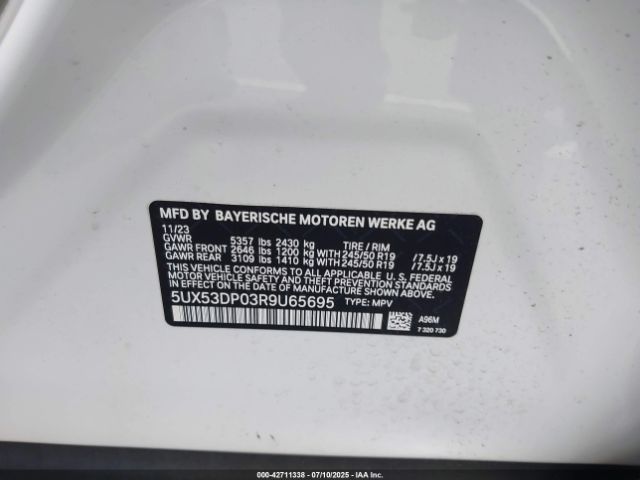 MFD BY BAYERISCHE MOTOREN WERKE AG
11/23
GVWR 5357 lbs 2430 kg TIRE / RIM
GAWR FRONT 2646 lbs 1200 kg WITH 245/50 R19 /7.5J x 19
GAWR REAR 3109 lbs 1410 kg WITH 245/50 R19 /7.5J x 19
THIS VEHICLE CONFORMS TO ALL APPLICABLE U.S. FEDERAL
MOTOR VEHICLE SAFETY AND THEFT PREVENTION
STANDARDS IN EFFECT ON THE DATE OF
MANUFACTURE SHOWN ABOVE.
5UX53DP03R9U65695 TYPE: MPV
A96M
7 320 730
000-42711338 - 07/10/2025 - IAAI.com